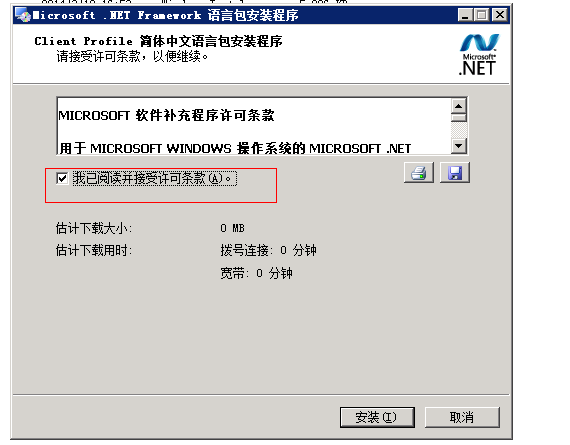 Microsoft .NET Framework 语言包安装程序
Client Profile 简体中文语言包安装程序
请接受许可条款，以便继续。
Microsoft
.NET
MICROSOFT 软件补充程序许可条款
用于 MICROSOFT WINDOWS 操作系统的 MICROSOFT .NET
我已阅读并接受许可条款(A)。
估计下载大小: 0 MB
估计下载用时: 拨号连接: 0 分钟
宽带: 0 分钟
安装(I) 取消